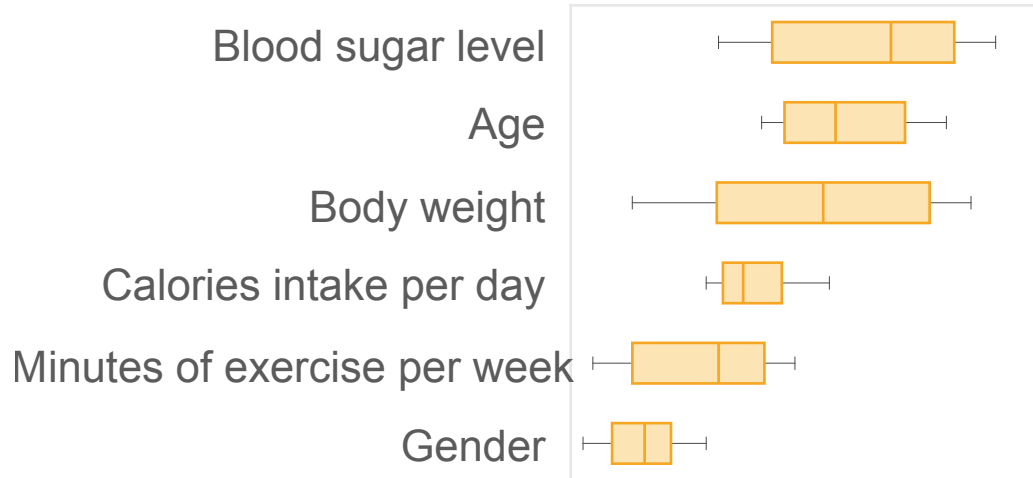 Blood sugar level
Age
Body weight
Calories intake per day
Minutes of exercise per week
Gender